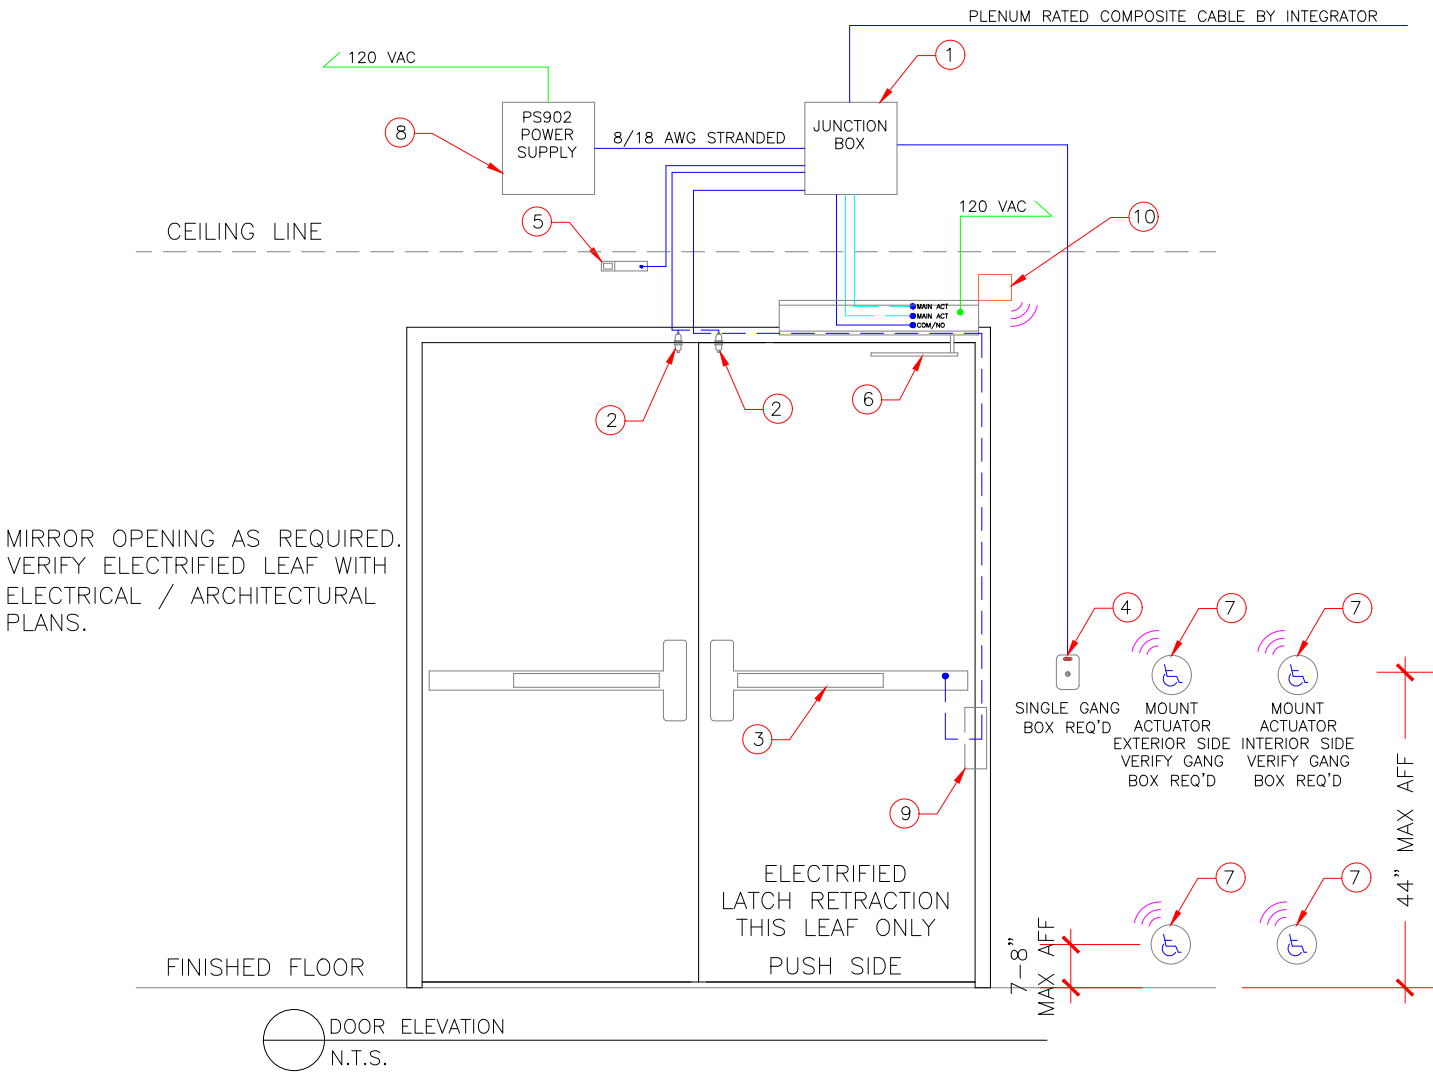 PLENUM RATED COMPOSITE CABLE BY INTEGRATOR
120 VAC
1
PS902
POWER
SUPPLY
8
8/18 AWG STRANDED
JUNCTION
BOX
120 VAC
10
5
CEILING LINE
MAIN ACT
MAIN ACT
COM/NO
6
2
2
MIRROR OPENING AS REQUIRED.
VERIFY ELECTRIFIED LEAF WITH
ELECTRICAL / ARCHITECTURAL
PLANS.
4
7
7
SINGLE GANG
BOX REQ'D
MOUNT
ACTUATOR
EXTERIOR SIDE
VERIFY GANG
BOX REQ'D
MOUNT
ACTUATOR
INTERIOR SIDE
VERIFY GANG
BOX REQ'D
3
9
44" MAX AFF
ELECTRIFIED
LATCH RETRACTION
THIS LEAF ONLY
PUSH SIDE
7
7
7-8"
MAX AFF
FINISHED FLOOR
DOOR ELEVATION
N.T.S.